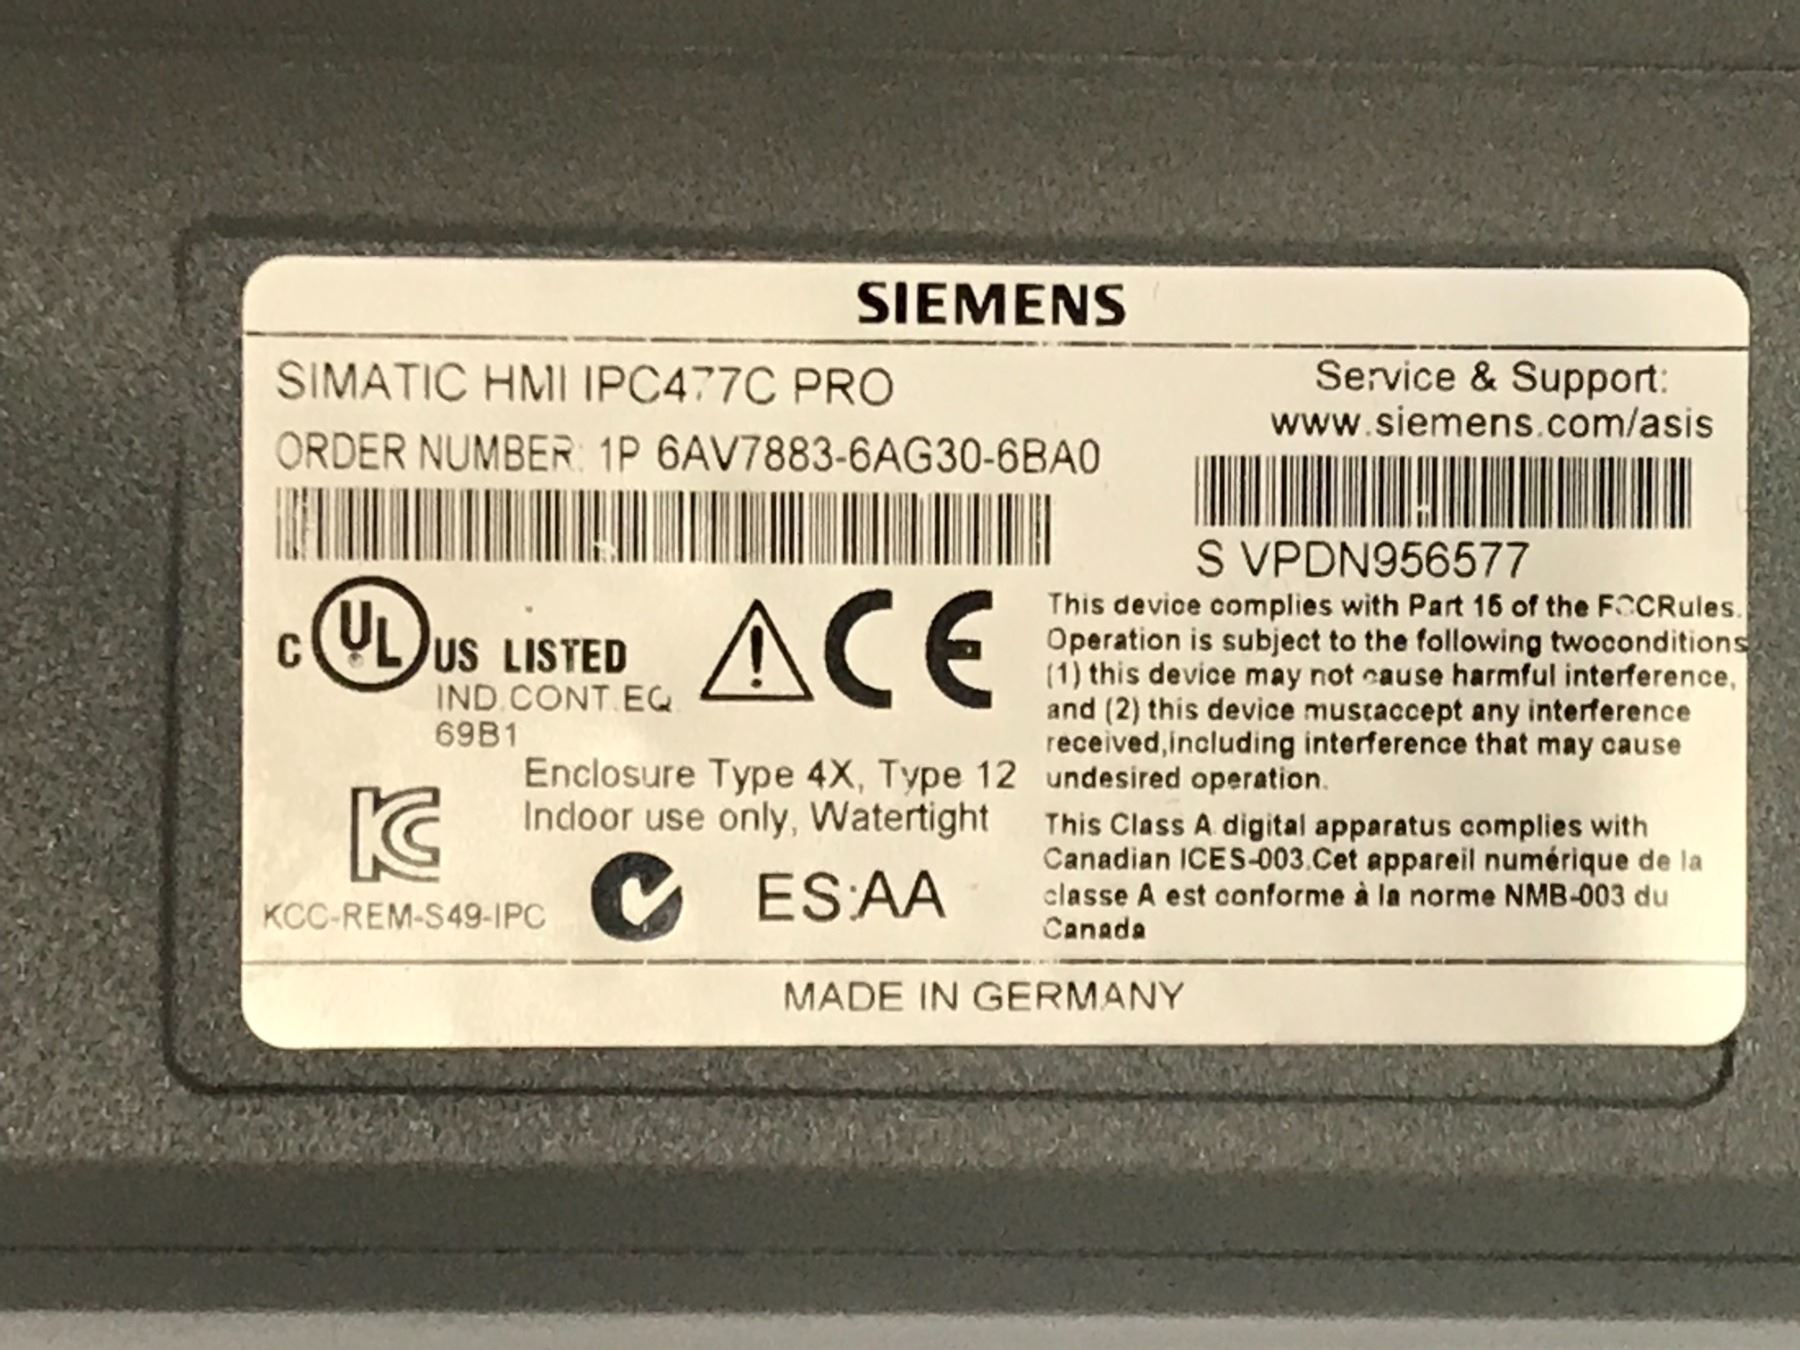 SIEMENS
SIMATIC HMI IPC477C PRO
ORDER NUMBER: 1P 6AV7883-6AG30-6BA0
Service & Support:
www.siemens.com/asis
S VPDN956577
C UL® US LISTED
IND.CONT.EQ
69B1
CE
Enclosure Type 4X, Type 12
Indoor use only, Watertight
KCC-REM-S49-IPC
ES:AA
This device complies with Part 15 of the FCCRules.
Operation is subject to the following twoconditions
(1) this device may not cause harmful interference,
and (2) this device mustaccept any interference
received,including interference that may cause
undesired operation.
This Class A digital apparatus complies with
Canadian ICES-003.Cet appareil numérique de la
classe A est conforme à la norme NMB-003 du
Canada
MADE IN GERMANY